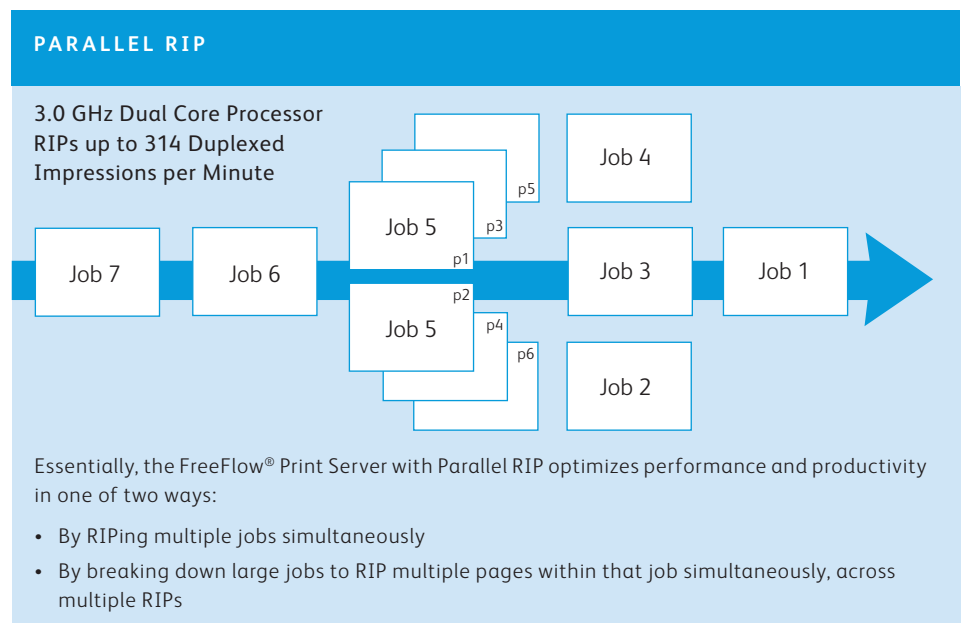 PARALLEL RIP
3.0 GHz Dual Core Processor
RIPs up to 314 Duplexed
Impressions per Minute
Job 7
Job 6
Job 5
p1
p3
p5
Job 5
p2
p4
p6
Job 4
Job 3
Job 2
Job 1
Essentially, the FreeFlow® Print Server with Parallel RIP optimizes performance and productivity
in one of two ways:
• By RIPing multiple jobs simultaneously
• By breaking down large jobs to RIP multiple pages within that job simultaneously, across
multiple RIPs